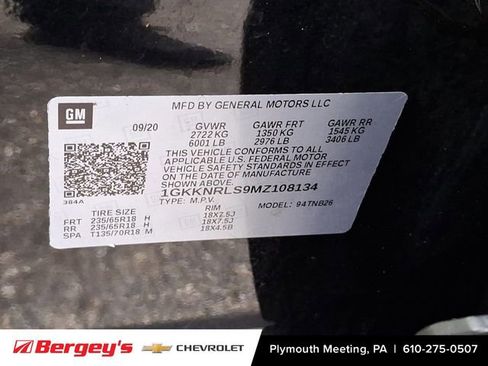 GM
MFD BY GENERAL MOTORS LLC
09/20 GVWR GAWR FRT GAWR RR
2722 KG 1350 KG 1545 KG
6001 LB 2976 LB 3406 LB
THIS VEHICLE CONFORMS TO ALL
APPLICABLE U.S. FEDERAL MOTOR
VEHICLE SAFETY STANDARDS IN EFFECT
ON THE DATE OF MANUFACTURE SHOWN ABOVE.
384A
1GKKNRLS9MZ108134
TYPE: M.P.V. MODEL: 94TNB26
TIRE SIZE RIM
FRT 235/65R18 H 18X7.5J
RR 235/65R18 H 18X7.5J
SPA T135/70R18 M 18X4.5B
Bergey's CHEVROLET Plymouth Meeting, PA | 610-275-0507